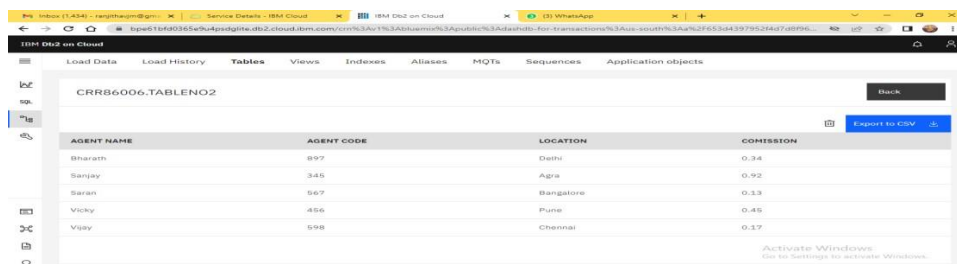 Inbox (1,434) - ranjithavjm@gm
Service Details - IBM Cloud
IBM Db2 on Cloud
(3) WhatsApp
IBM Db2 on Cloud
Load Data Load History Tables Views Indexes Aliases MQTs Sequences Application objects
SQL
CRR86006.TABLENO2
Back
Export to CSV
AGENT NAME AGENT CODE LOCATION COMISSION
Bharath 897 Delhi 0.34
Sanjay 345 Agra 0.92
Saran 567 Bangalore 0.13
Vicky 456 Pune 0.45
Vijay 598 Chennai 0.17
Activate Windows
Go to Settings to activate Windows.